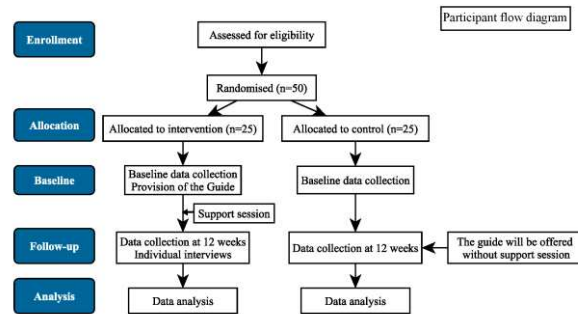 Participant flow diagram
Enrollment
Assessed for eligibility
Randomised (n=50)
Allocation
Allocated to intervention (n=25)
Allocated to control (n=25)
Baseline
Baseline data collection
Provision of the Guide
Baseline data collection
Support session
Follow-up
Data collection at 12 weeks
Individual interviews
Data collection at 12 weeks
The guide will be offered
without support session
Analysis
Data analysis
Data analysis